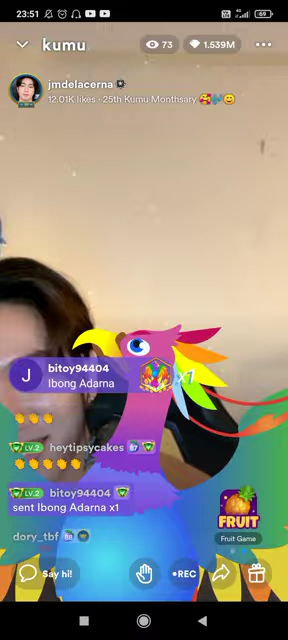 23:51
69
kumu
73
1.539M
jmdelacerna
12.01K likes • 25th Kumu Monthsary
J
bitoy94404
Ibong Adarna
x1
LV.2 heytipsycakes
LV.2 bitoy94404
sent Ibong Adarna x1
dory_tbf
FRUIT
Fruit Game
Say hi!
•REC